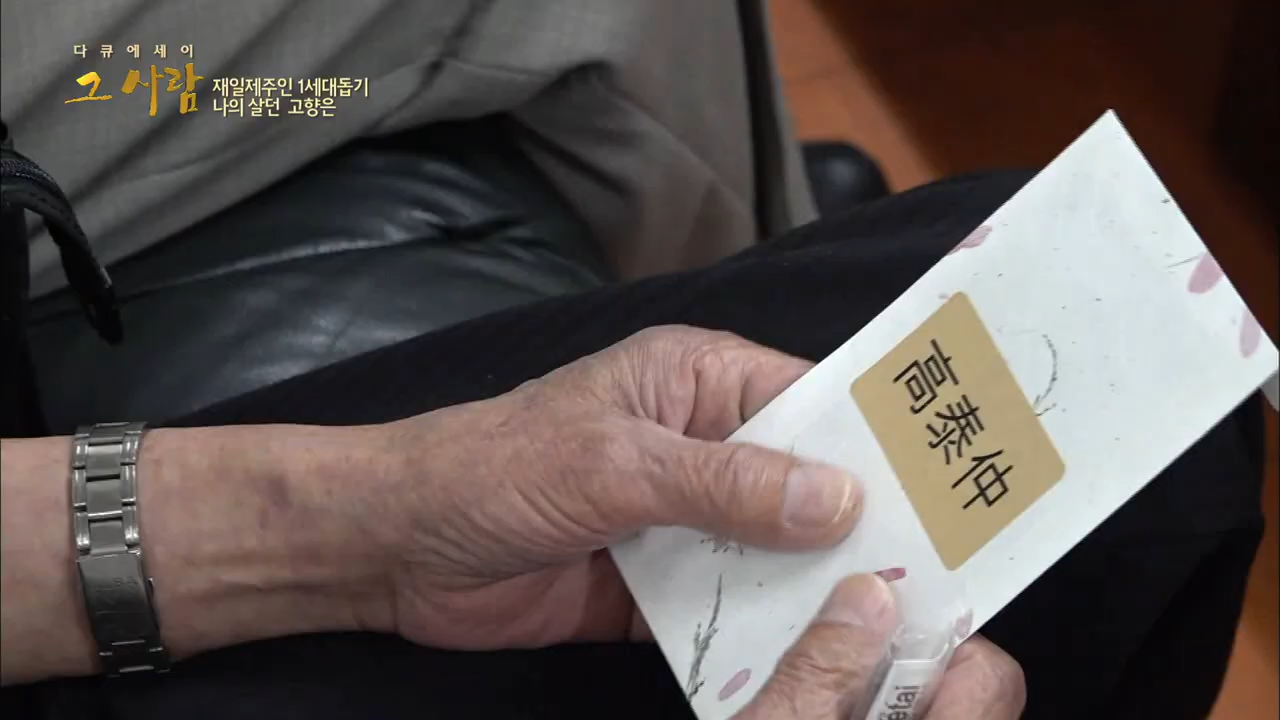 다큐에세이
그 사람
재일제주인 1세대돕기
나의 살던 고향은
高泰仲